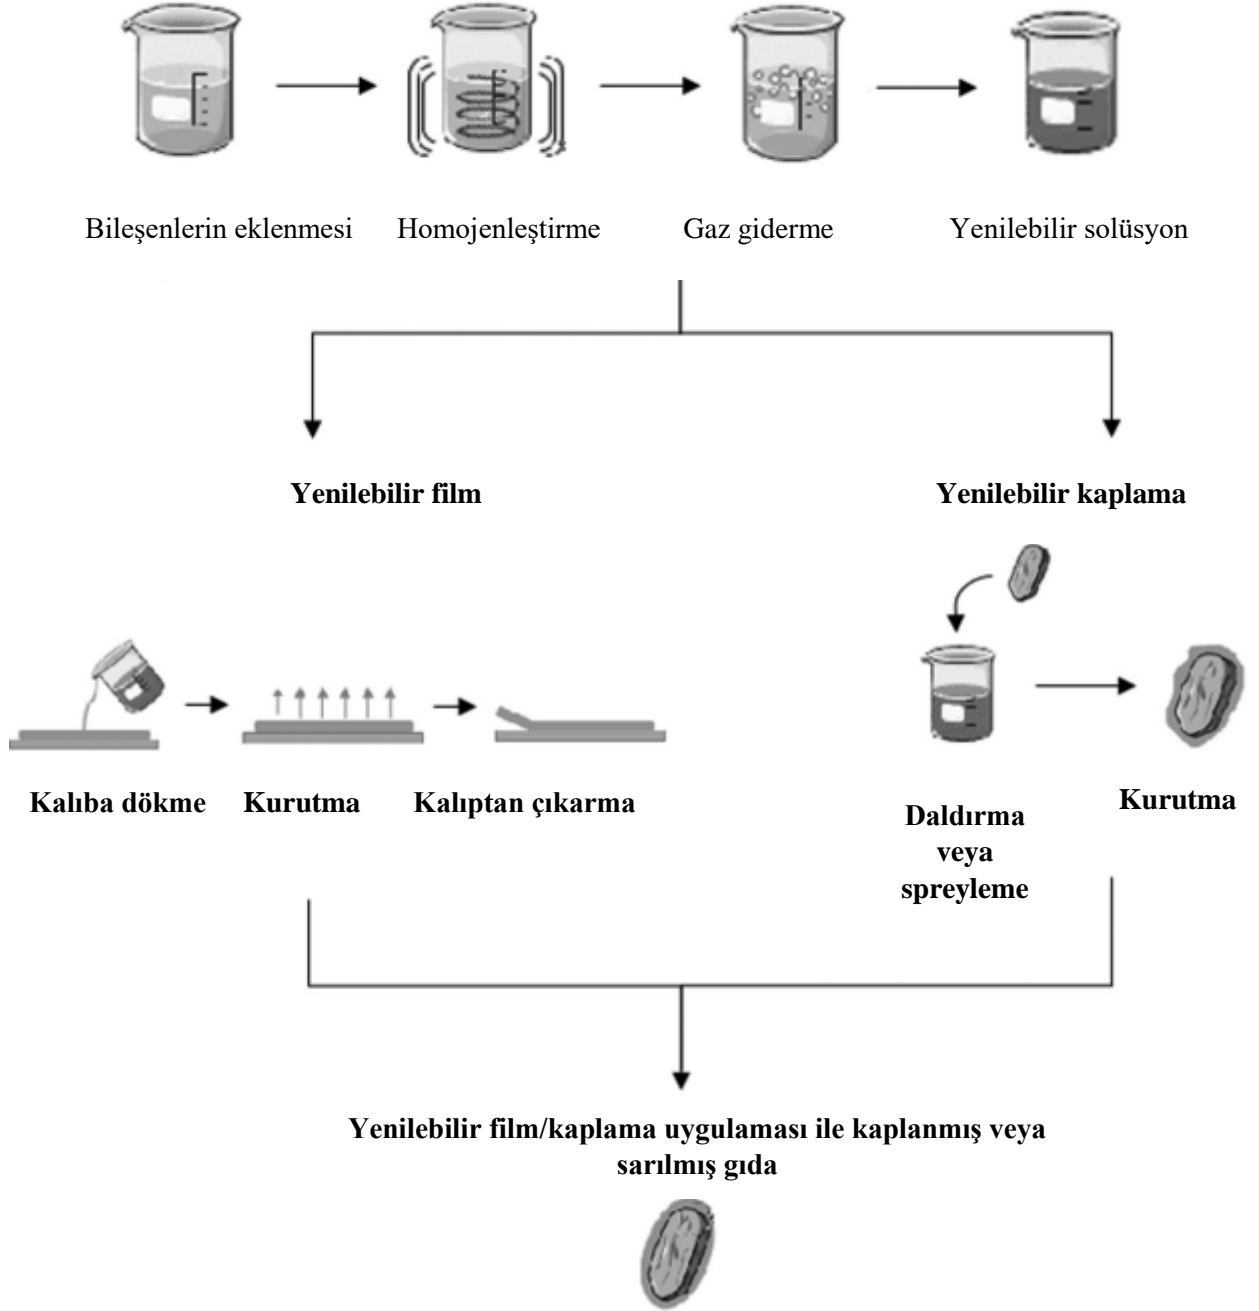 Bileşenlerin eklenmesi
Homojenleştirme
Gaz giderme
Yenilebilir solüsyon
Yenilebilir film
Yenilebilir kaplama
Kalıba dökme
Kurutma
Kalıptan çıkarma
Daldırma
veya
spreyleme
Kurutma
Yenilebilir film/kaplama uygulaması ile kaplanmış veya
sarılmış gıda